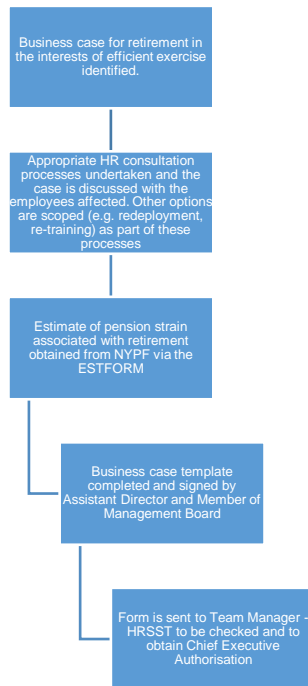 Business case for retirement in
the interests of efficient exercise
identified.
Appropriate HR consultation
processes undertaken and the
case is discussed with the
employees affected. Other options
are scoped (e.g. redeployment,
re-training) as part of these
processes
Estimate of pension strain
associated with retirement
obtained from NYPF via the
ESTFORM
Business case template
completed and signed by
Assistant Director and Member of
Management Board
Form is sent to Team Manager -
HRSST to be checked and to
obtain Chief Executive
Authorisation